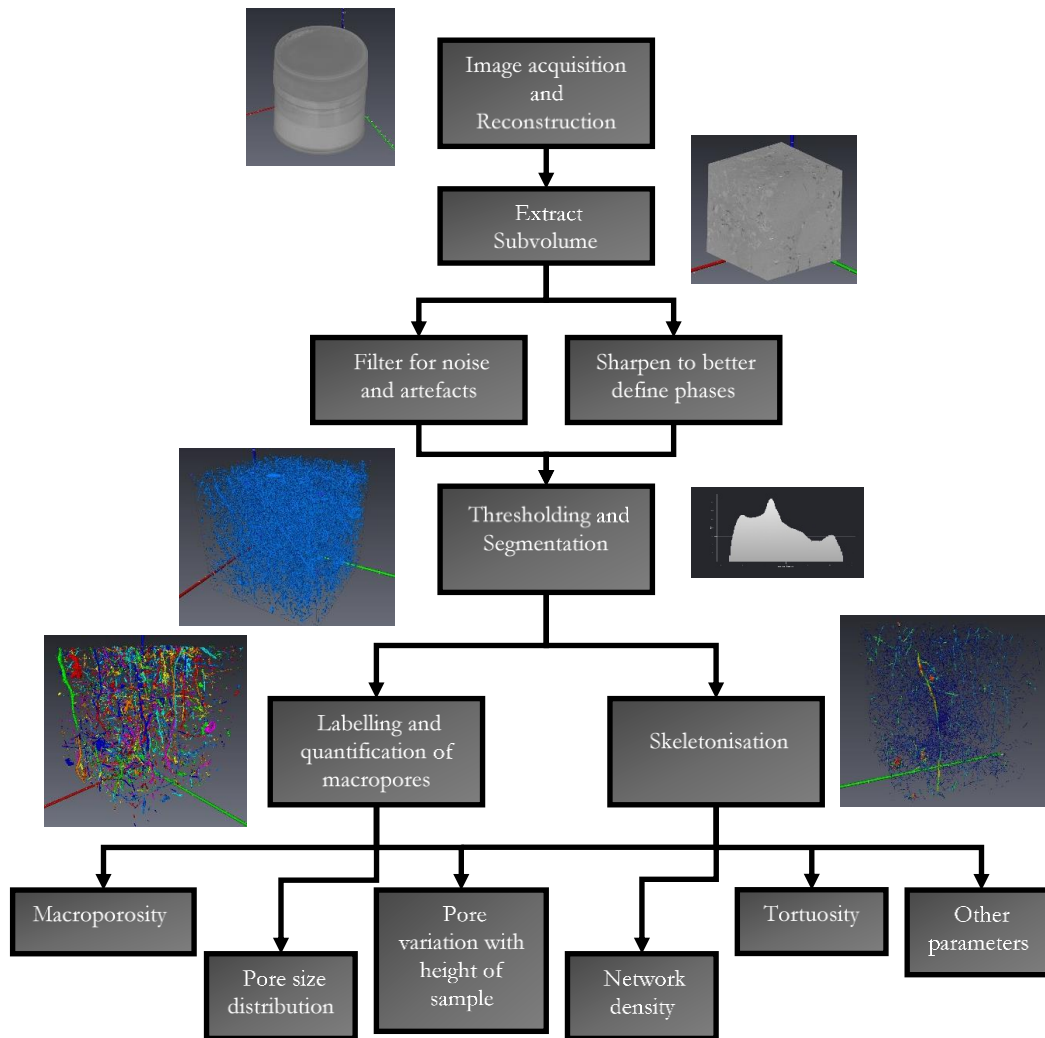 Image acquisition
and
Reconstruction
Extract
Subvolume
Filter for noise
and artefacts
Sharpen to better
define phases
Thresholding and
Segmentation
Labelling and
quantification of
macropores
Skeletonisation
Macroporosity
Pore size
distribution
Pore
variation with
height of
sample
Network
density
Tortuosity
Other
parameters